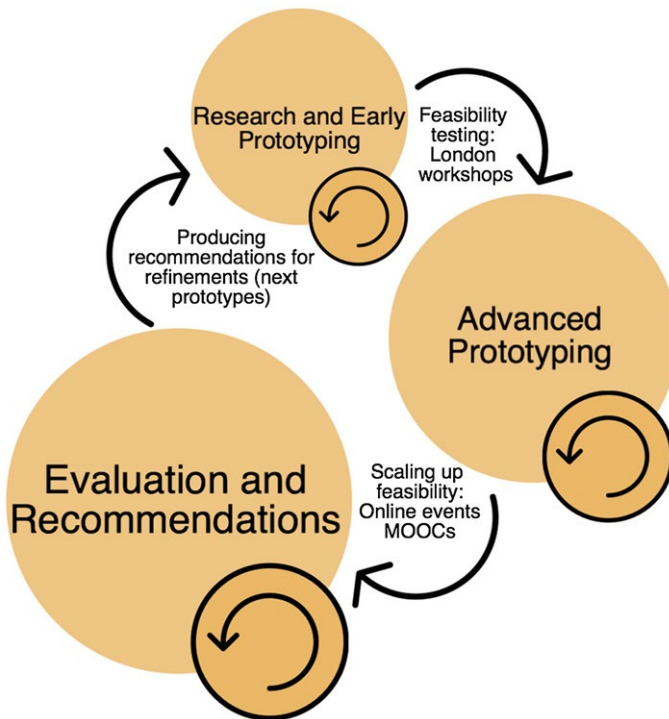 Research and Early
Prototyping
Feasibility
testing:
London
workshops
Producing
recommendations for
refinements (next
prototypes)
Advanced
Prototyping
Scaling up
feasibility:
Online events
MOOCs
Evaluation and
Recommendations